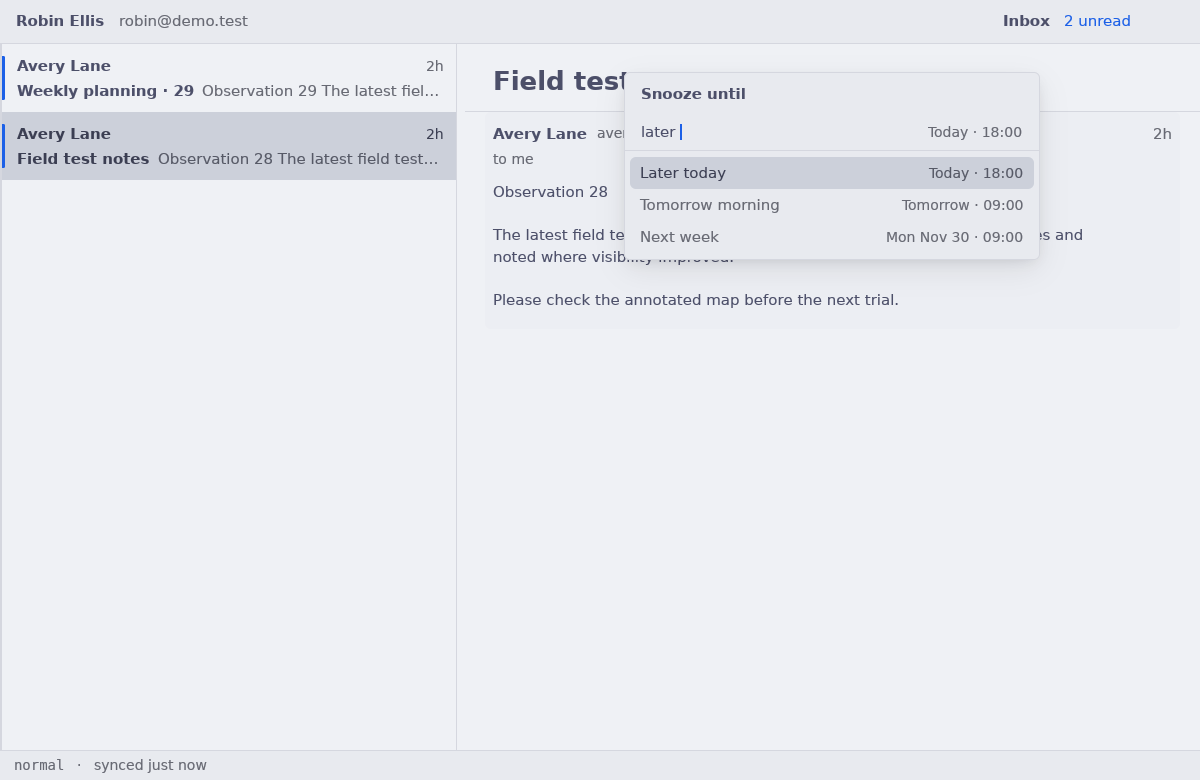 Robin Ellis robin@demo.test Inbox 2 unread
Avery Lane 2h
Weekly planning · 29 Observation 29 The latest fiel…
Avery Lane 2h
Field test notes Observation 28 The latest field test…
Field test
Avery Lane 2h
to me
Observation 28
The latest field
noted where visibility improved.
Please check the annotated map before the next trial.
and
Snooze until
later Today · 18:00
Later today Today · 18:00
Tomorrow morning Tomorrow · 09:00
Next week Mon Nov 30 · 09:00
normal · synced just now